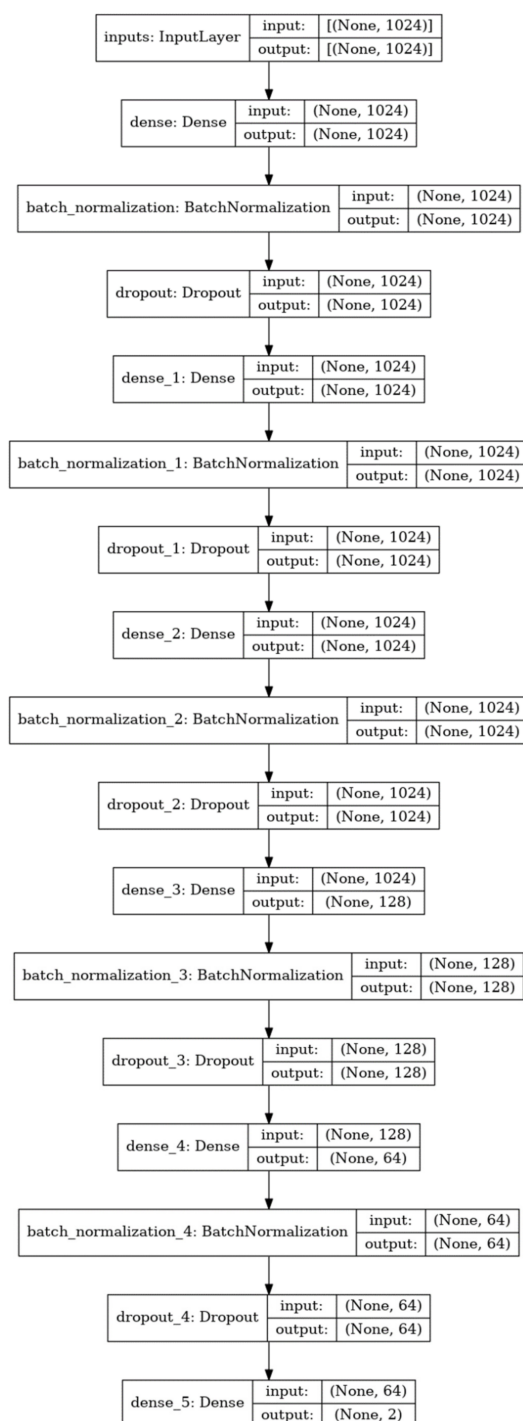 inputs: InputLayer input: [(None, 1024)]
output: [(None, 1024)]
dense: Dense input: (None, 1024)
output: (None, 1024)
batch_normalization: BatchNormalization input: (None, 1024)
output: (None, 1024)
dropout: Dropout input: (None, 1024)
output: (None, 1024)
dense_1: Dense input: (None, 1024)
output: (None, 1024)
batch_normalization_1: BatchNormalization input: (None, 1024)
output: (None, 1024)
dropout_1: Dropout input: (None, 1024)
output: (None, 1024)
dense_2: Dense input: (None, 1024)
output: (None, 1024)
batch_normalization_2: BatchNormalization input: (None, 1024)
output: (None, 1024)
dropout_2: Dropout input: (None, 1024)
output: (None, 1024)
dense_3: Dense input: (None, 1024)
output: (None, 128)
batch_normalization_3: BatchNormalization input: (None, 128)
output: (None, 128)
dropout_3: Dropout input: (None, 128)
output: (None, 128)
dense_4: Dense input: (None, 128)
output: (None, 64)
batch_normalization_4: BatchNormalization input: (None, 64)
output: (None, 64)
dropout_4: Dropout input: (None, 64)
output: (None, 64)
dense_5: Dense input: (None, 64)
output: (None, 2)